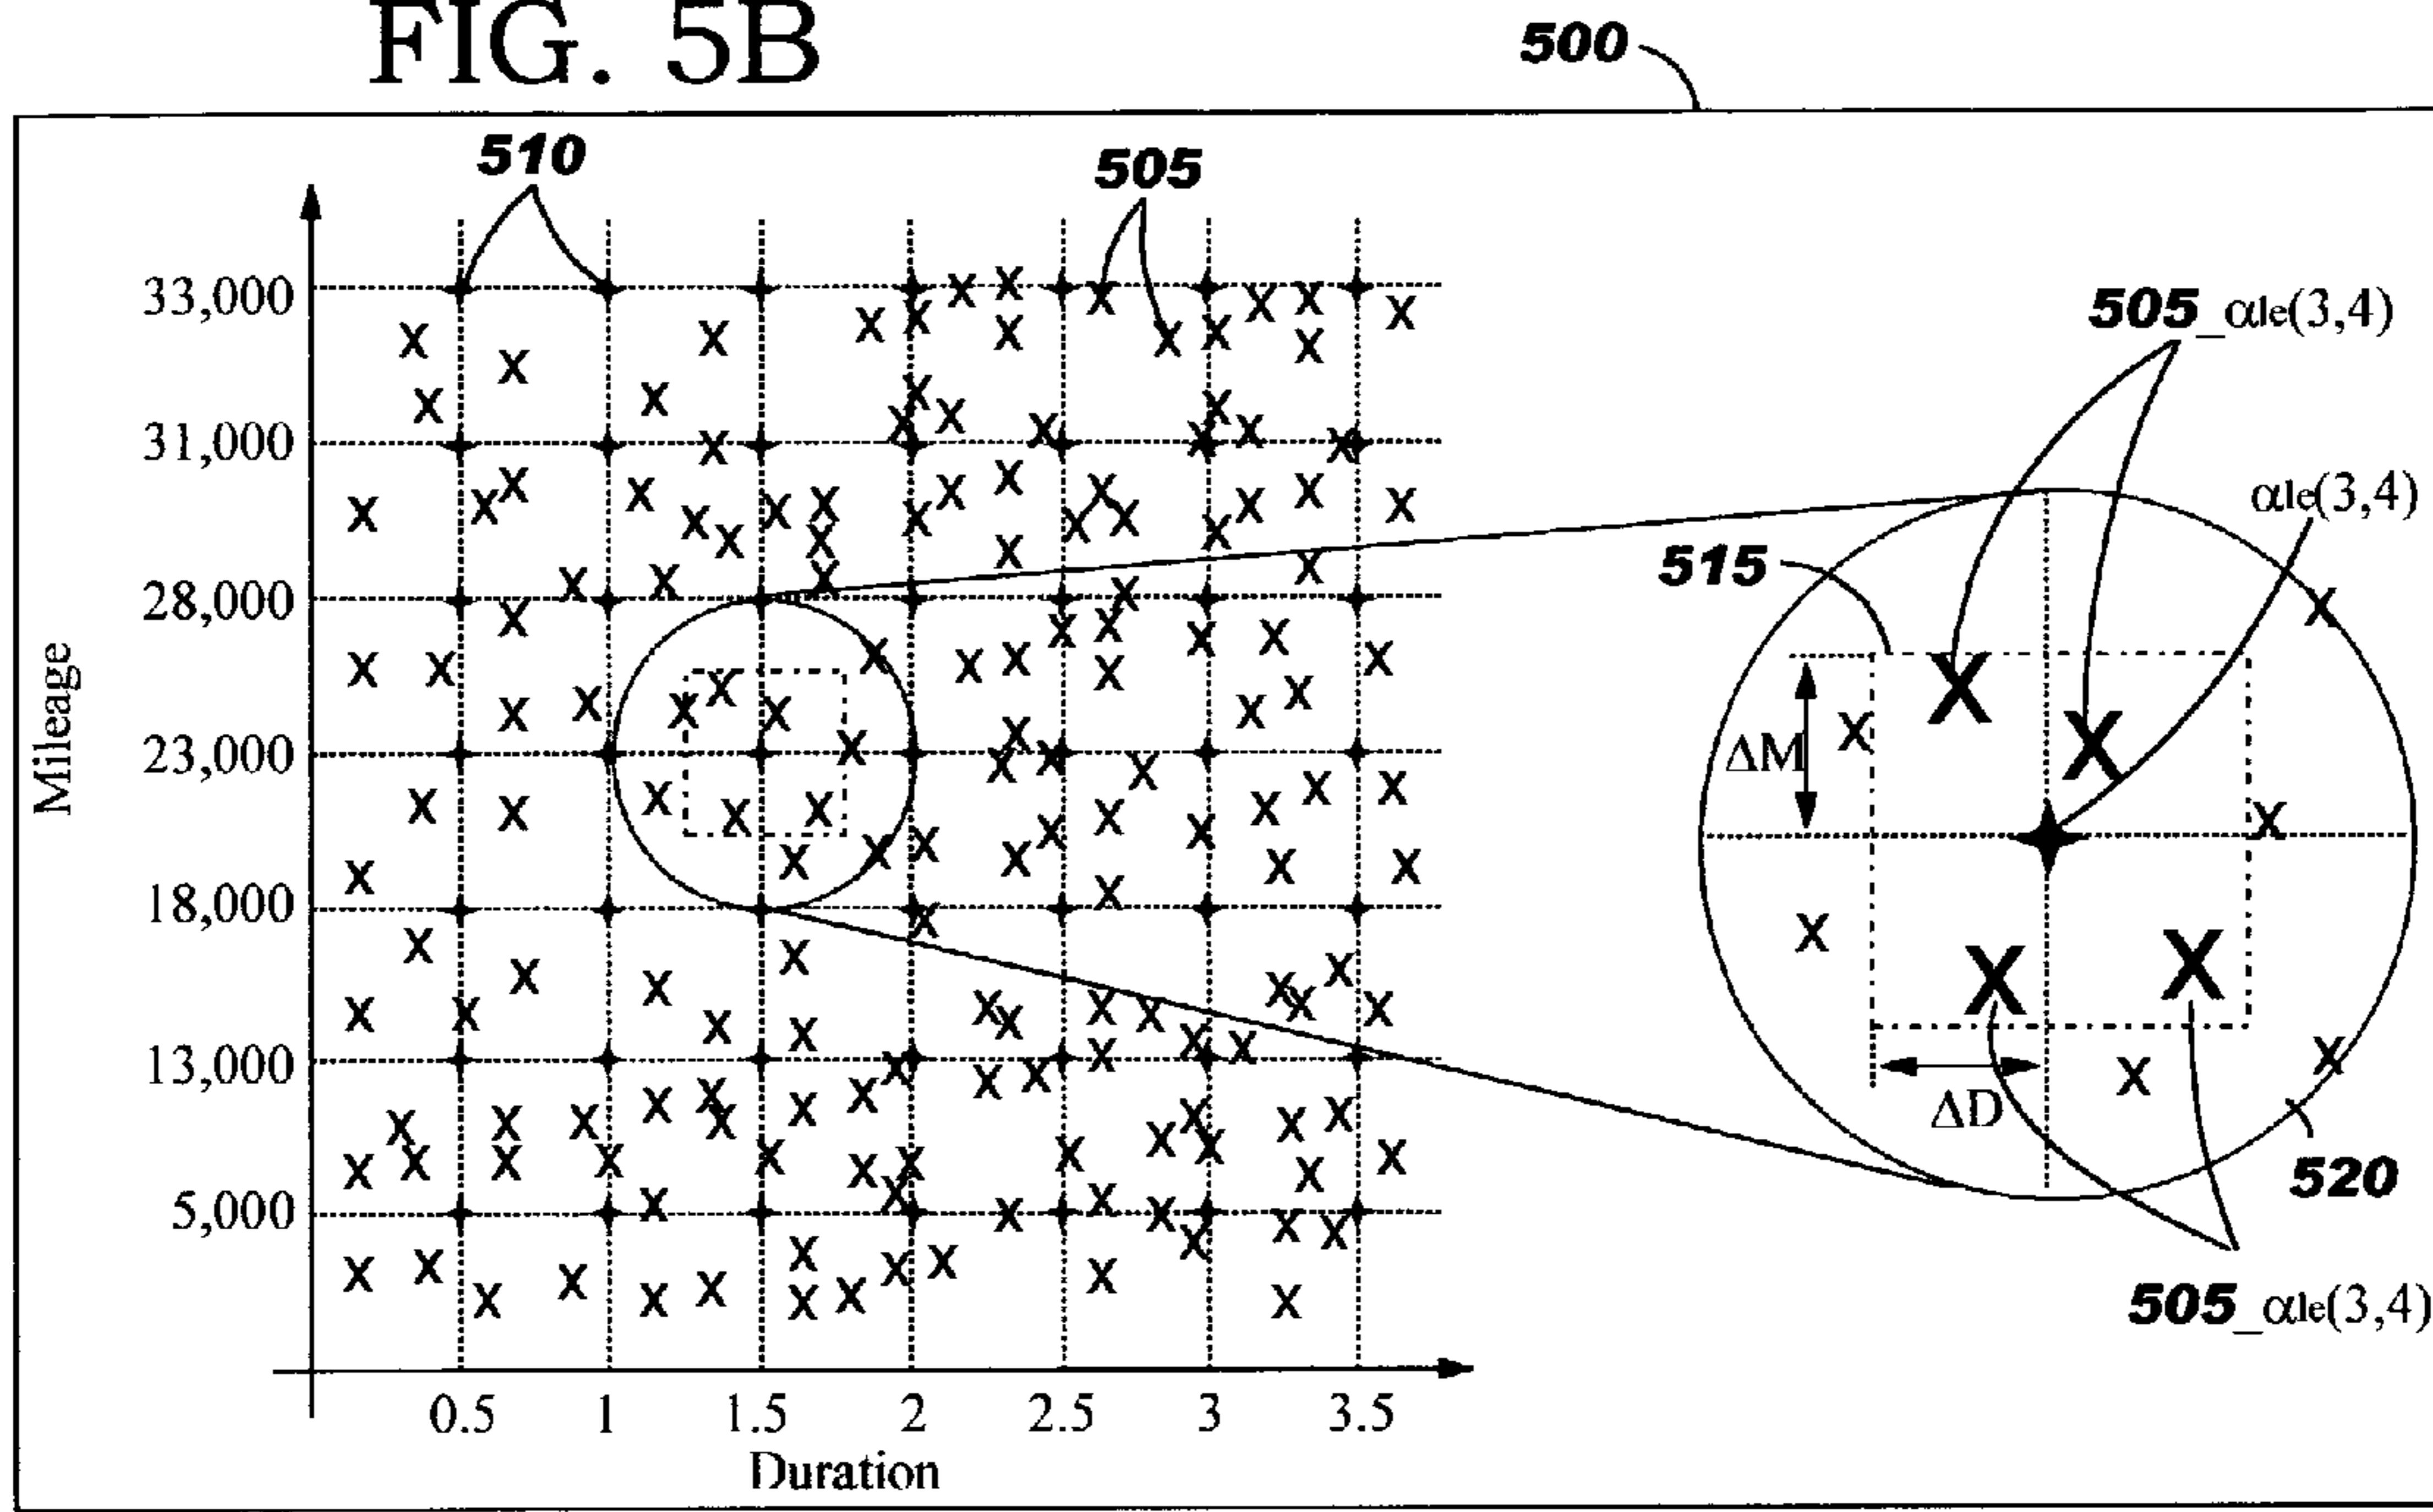 FIG. 5B
500
510
505
33,000
31,000
28,000
23,000
18,000
13,000
5,000
Mileage
0.5 1 1.5 2 2.5 3 3.5
Duration
505_αle(3,4)
αle(3,4)
515
ΔM
ΔD
520
505_αle(3,4)